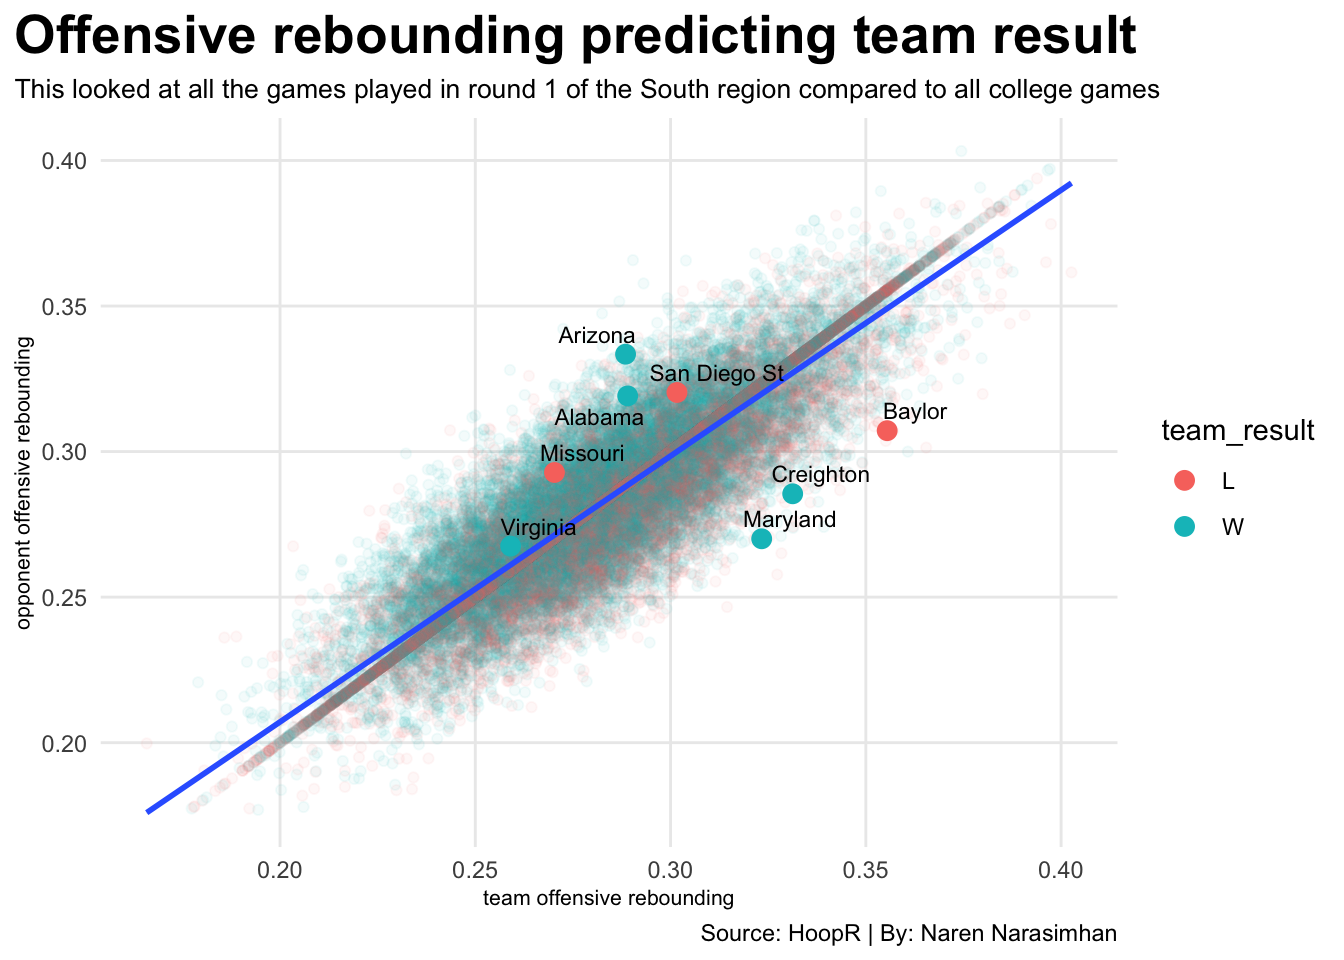 Offensive rebounding predicting team result
This looked at all the games played in round 1 of the South region compared to all college games
opponent offensive rebounding
0.40
0.35
0.30
0.25
0.20
Arizona
San Diego St
Alabama
Baylor
Missouri
Creighton
Maryland
Virginia
team_result
L
W
0.20 0.25 0.30 0.35 0.40
team offensive rebounding
Source: HoopR | By: Naren Narasimhan